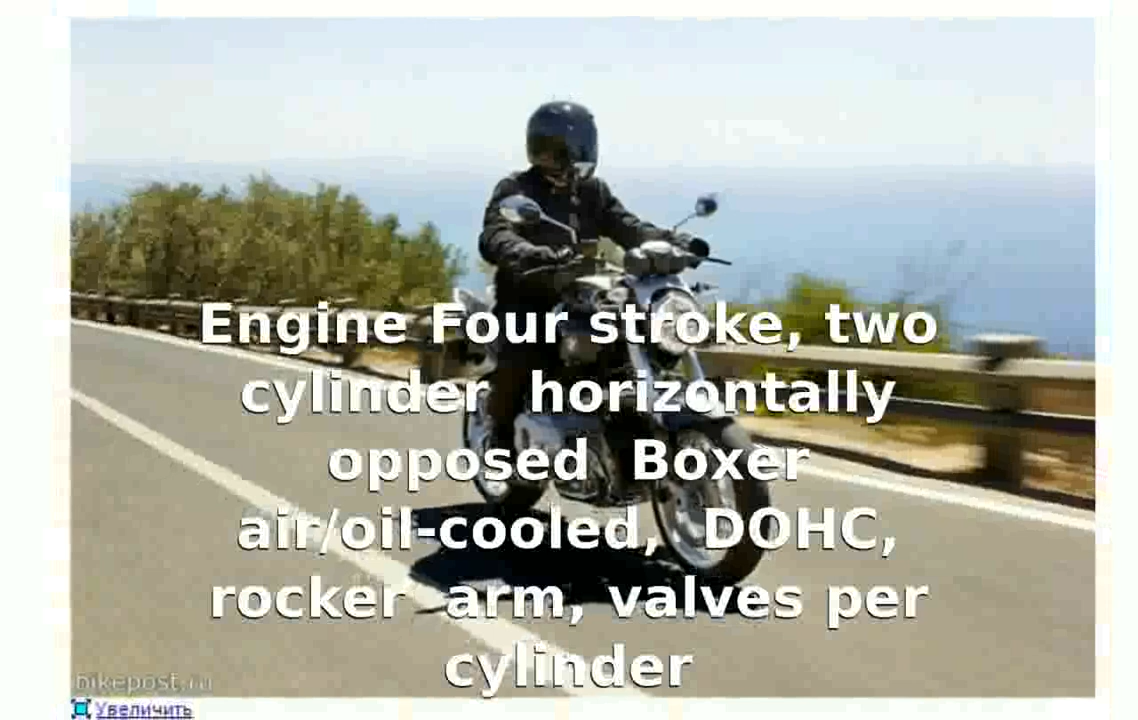 Engine Four stroke, two
cylinder horizontally
opposed Boxer
air/oil-cooled, DOHC,
rocker arm, valves per
cylinder
bikepost.ru
Увеличить